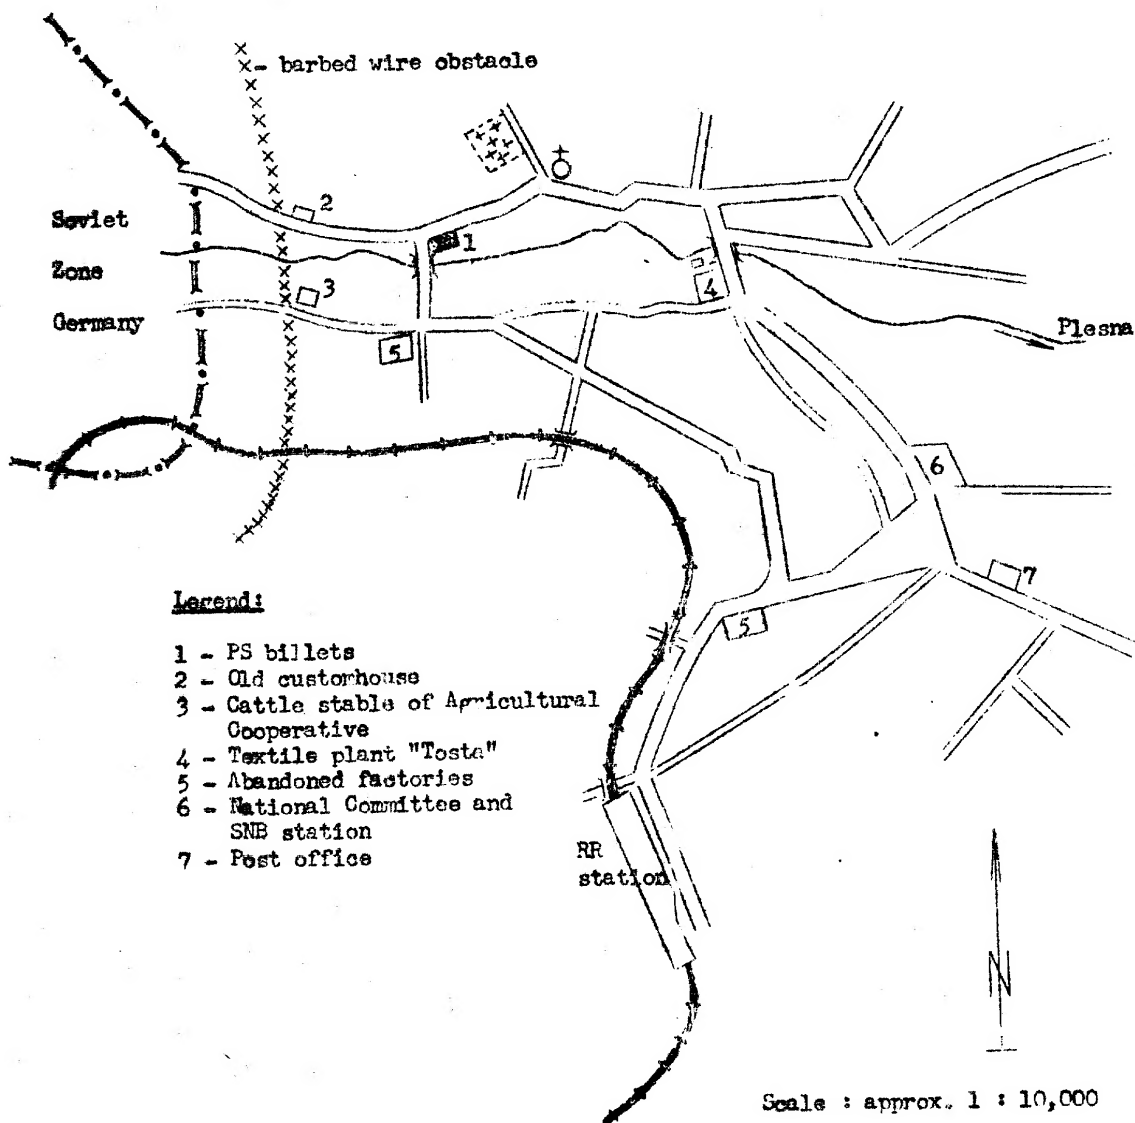 barbed wire obstacle
2
Soviet
1
Zone
3
4
Germany
Plesna
5
6
7
Legend:
5
1 - PS billets
2 - Old customhouse
3 - Cattle stable of Agricultural
Cooperative
4 - Textile plant "Tosta"
5 - Abandoned factories
6 - National Committee and
SNB station
7 - Post office
RR
station
N
Scale : approx. 1 : 10,000